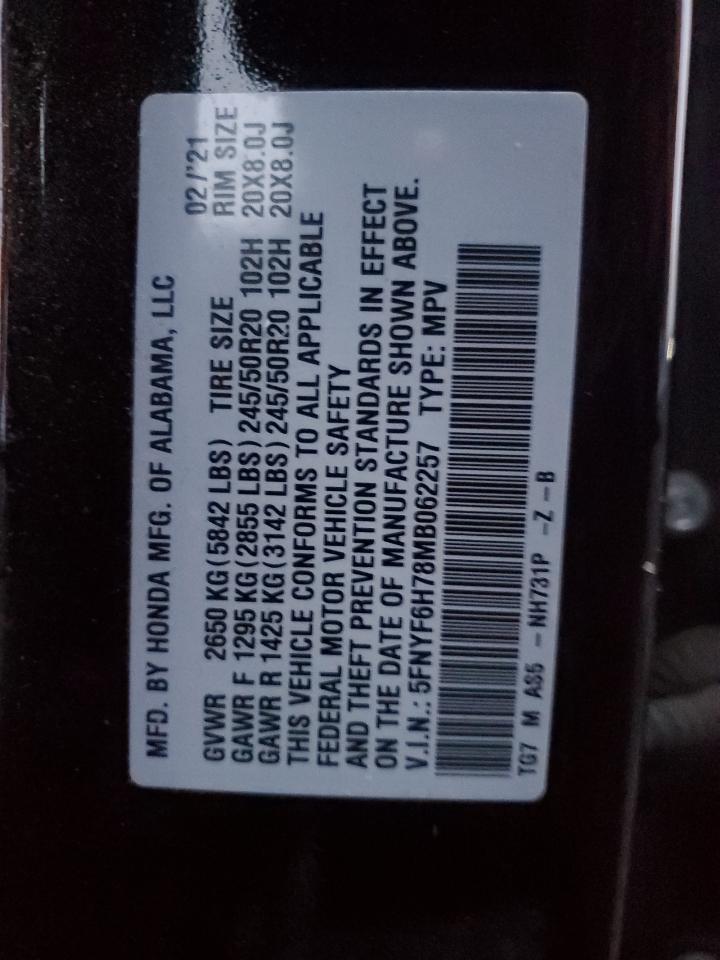 MFD. BY HONDA MFG. OF ALABAMA, LLC
02/'21
GVWR 2650 KG(5842 LBS) TIRE SIZE RIM SIZE
GAWR F 1295 KG(2855 LBS) 245/50R20 102H 20X8.0J
GAWR R 1425 KG(3142 LBS) 245/50R20 102H 20X8.0J
THIS VEHICLE CONFORMS TO ALL APPLICABLE
FEDERAL MOTOR VEHICLE SAFETY
AND THEFT PREVENTION STANDARDS IN EFFECT
ON THE DATE OF MANUFACTURE SHOWN ABOVE.
V.I.N.: 5FNYF6H78MB062257 TYPE: MPV
TG7 M AS5 - NH731P -Z -B